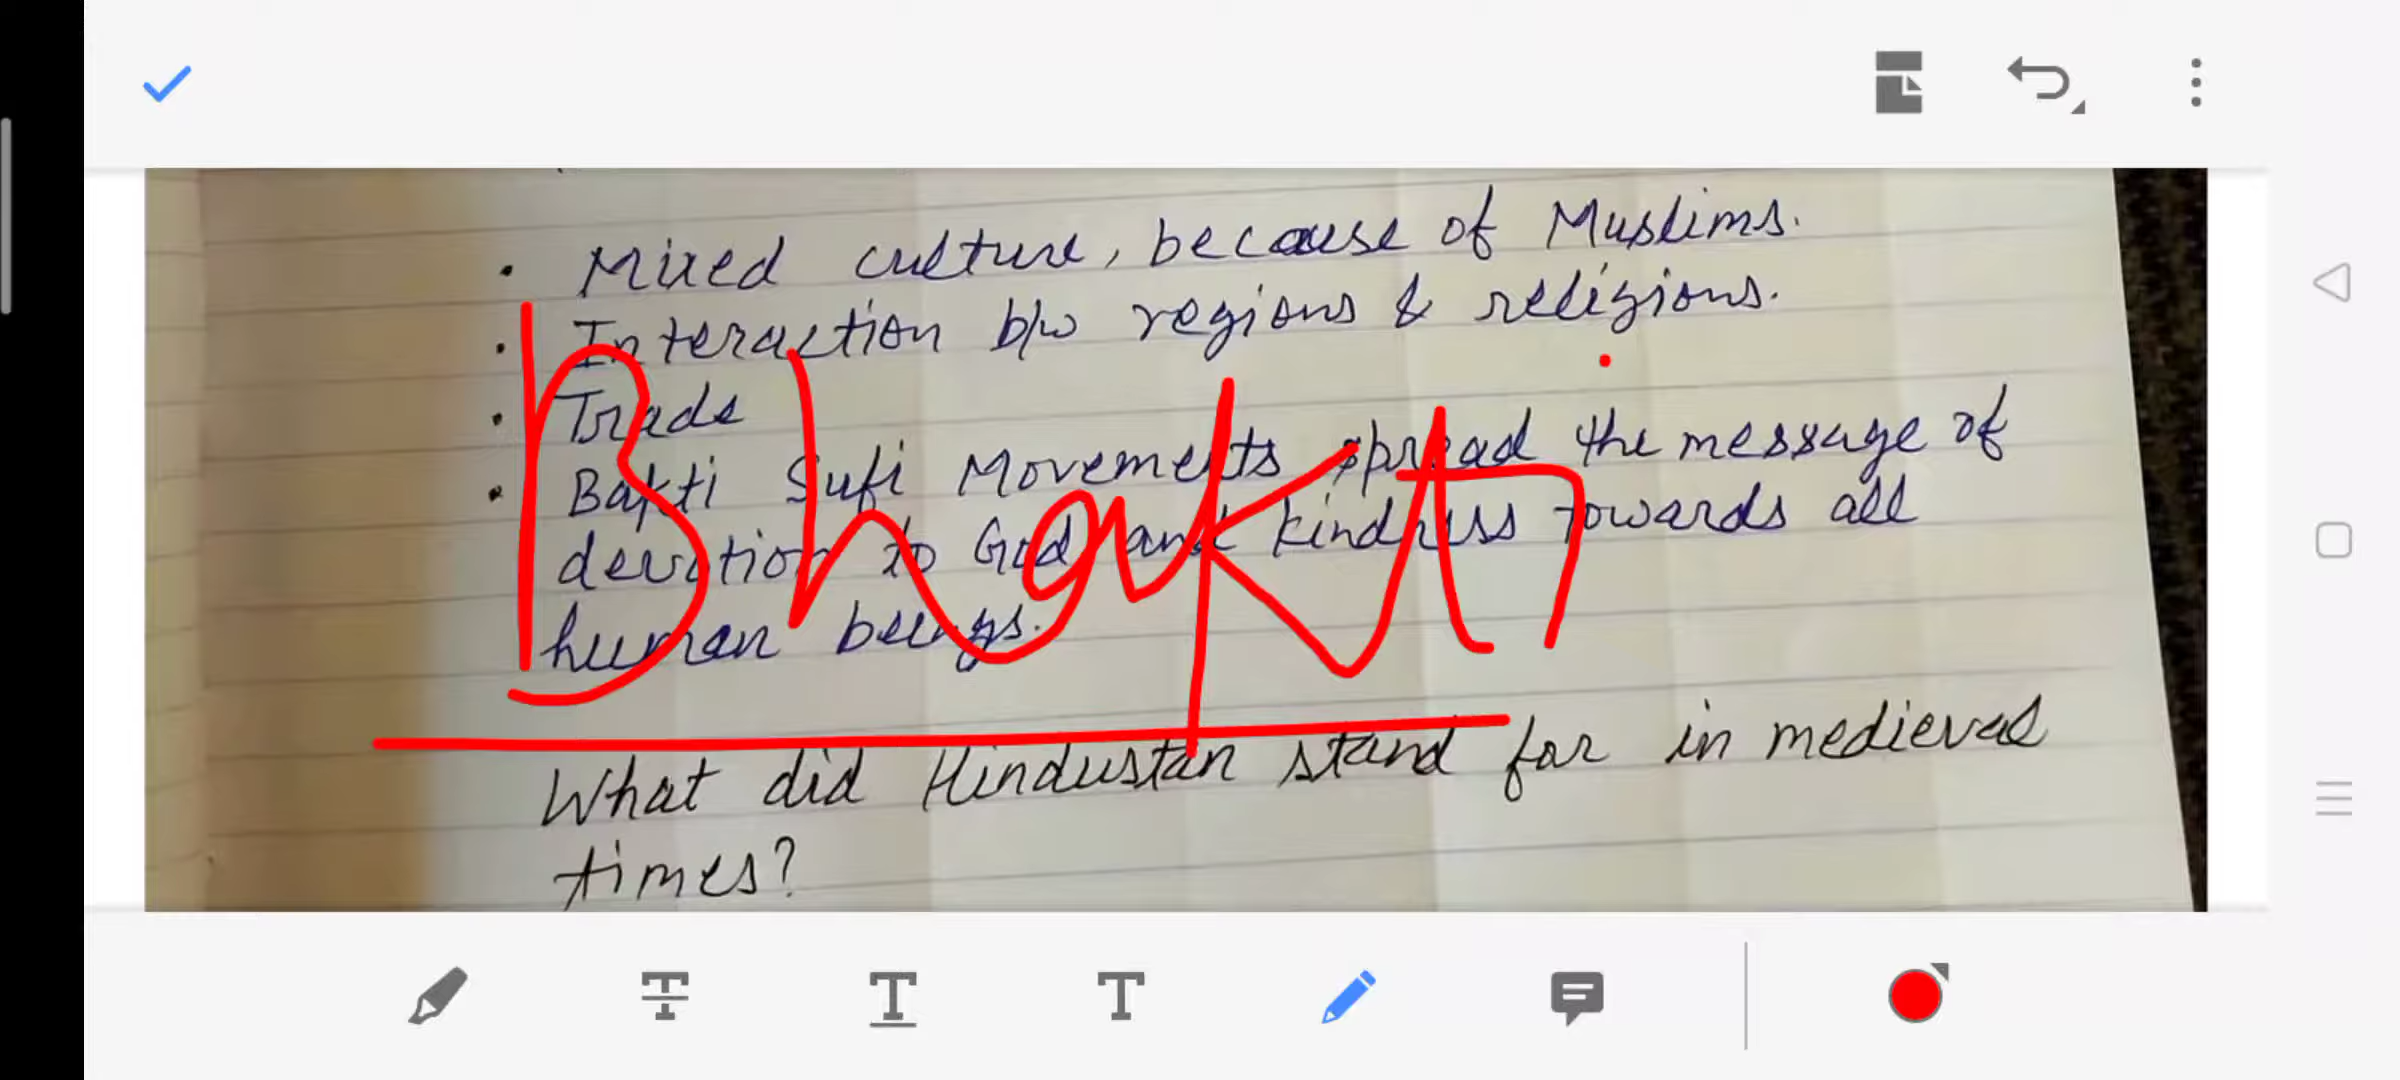 • Mixed culture, because of Muslims.
• Interaction b/w regions & religions.
• Trade
• Bakti Sufi Movements spread the message of
devotion to God and kindness towards all
human beings.
Bhakti
What did Hindustan stand for in medieval
times?